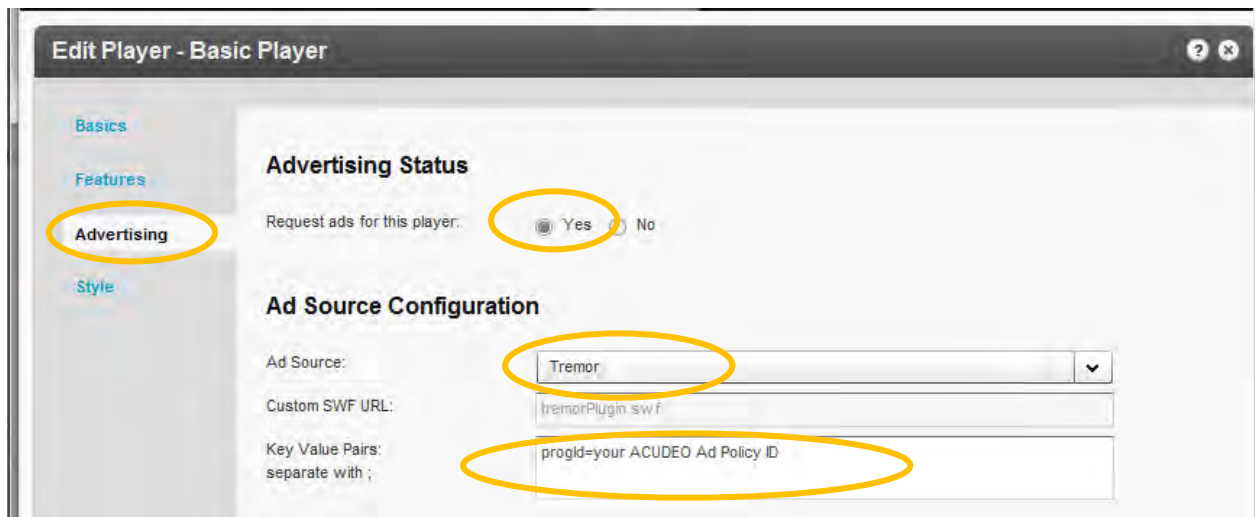 Edit Player - Basic Player
Basics
Features
Advertising
Style
Advertising Status
Request ads for this player: Yes No
Ad Source Configuration
Ad Source: Tremor
Custom SWF URL: tremorPlugin.swf
Key Value Pairs: progId=your ACUDEO Ad Policy ID
separate with ;